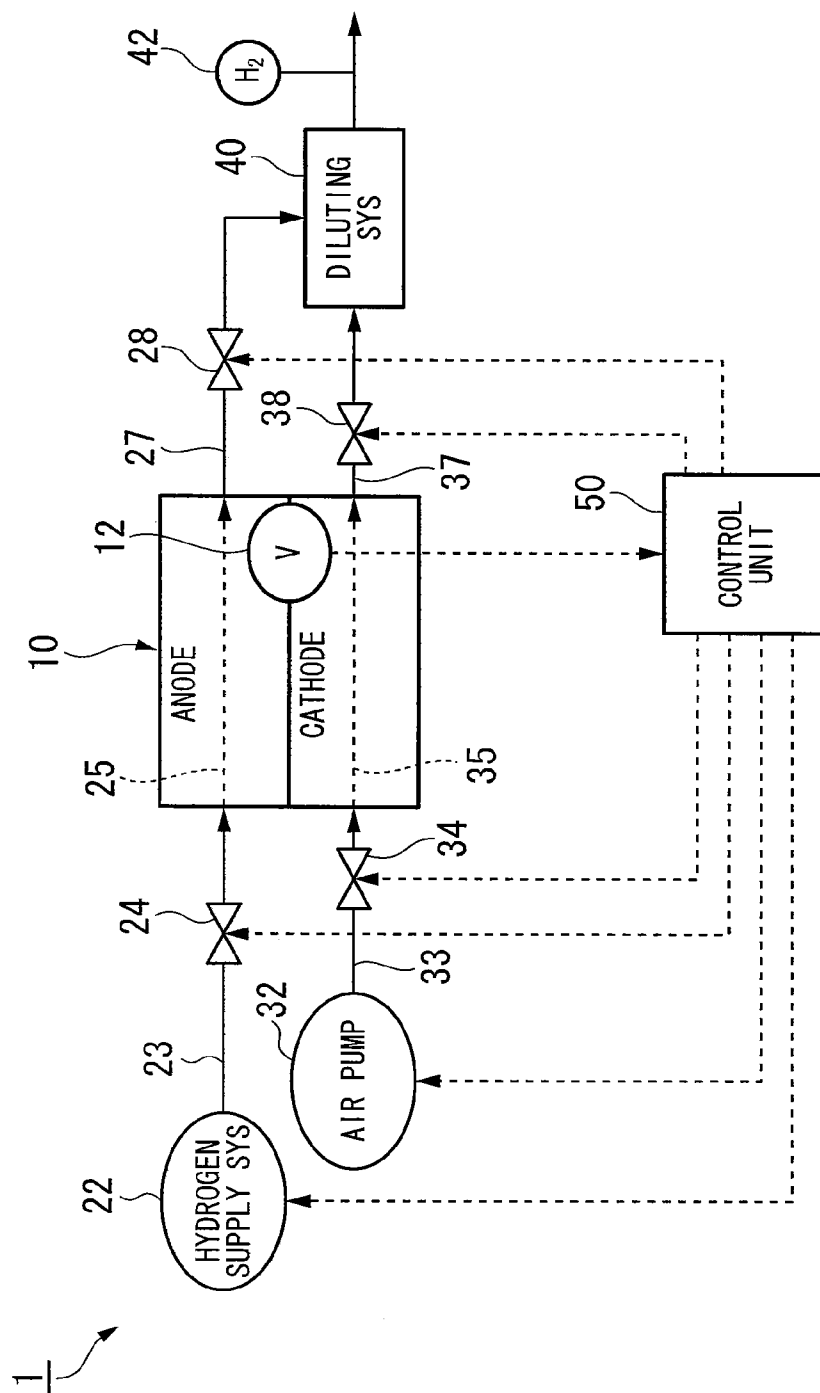 1
22
HYDROGEN
SUPPLY SYS
23
24
25
10
ANODE
12
V
27
28
42
H2
32
AIR PUMP
33
34
35
CATHODE
37
38
40
DILUTING
SYS
50
CONTROL
UNIT